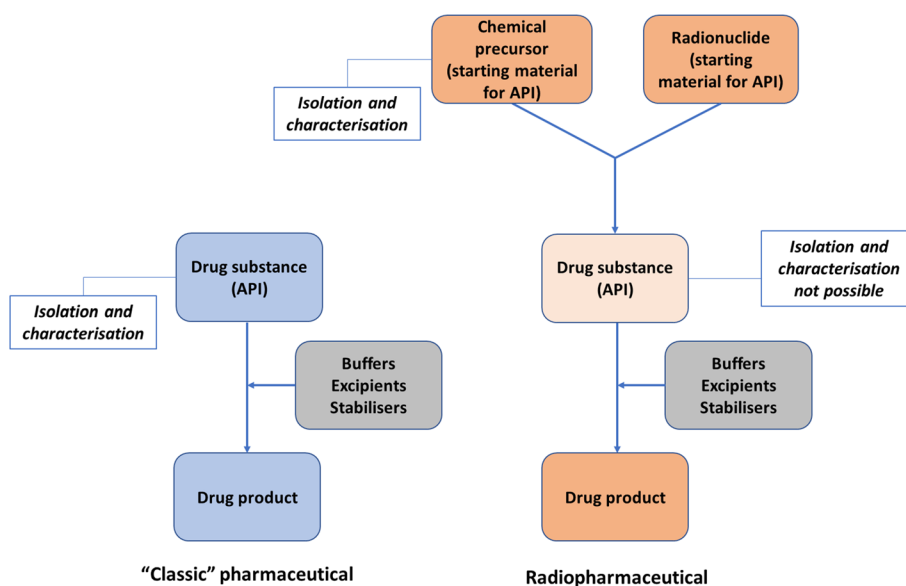 Chemical
precursor
(starting material
for API)
Radionuclide
(starting
material for API)
Isolation and
characterisation
Drug substance
(API)
Isolation and
characterisation
Buffers
Excipients
Stabilisers
Drug product
“Classic” pharmaceutical
Drug substance
(API)
Isolation and
characterisation
not possible
Buffers
Excipients
Stabilisers
Drug product
Radiopharmaceutical